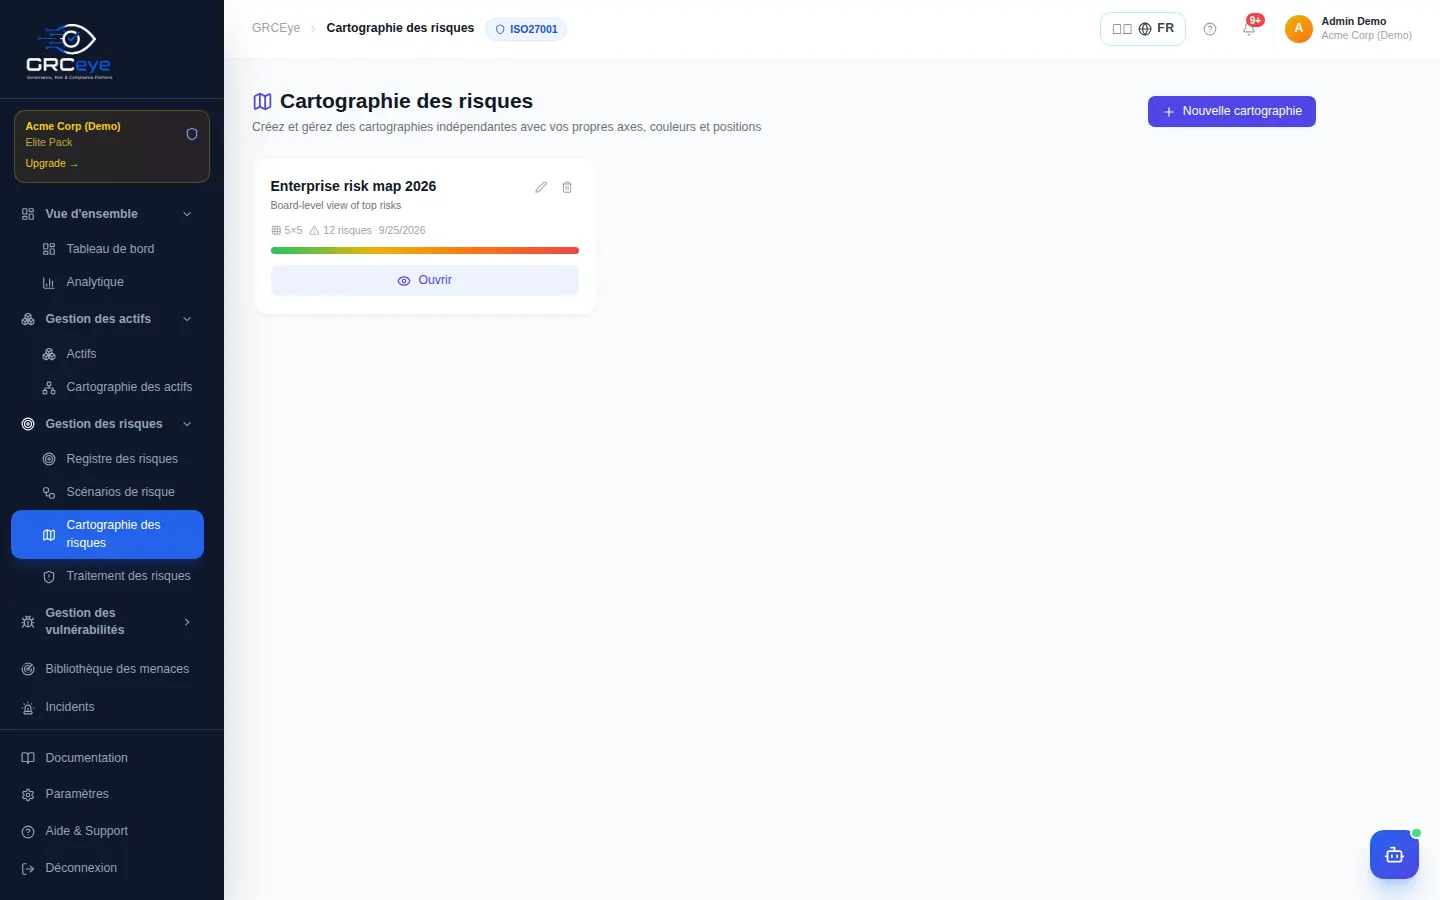 GRCeye
Governance, Risk & Compliance Platform
Acme Corp (Demo)
Elite Pack
Upgrade →
Vue d'ensemble
Tableau de bord
Analytique
Gestion des actifs
Actifs
Cartographie des actifs
Gestion des risques
Registre des risques
Scénarios de risque
Cartographie des
risques
Traitement des risques
Gestion des
vulnérabilités
Bibliothèque des menaces
Incidents
Documentation
Paramètres
Aide & Support
Déconnexion
GRCEye
Cartographie des risques
ISO27001
FR
9+
A
Admin Demo
Acme Corp (Demo)
Cartographie des risques
Créez et gérez des cartographies indépendantes avec vos propres axes, couleurs et positions
Nouvelle cartographie
Enterprise risk map 2026
Board-level view of top risks
5×5 12 risques 9/25/2026
Ouvrir